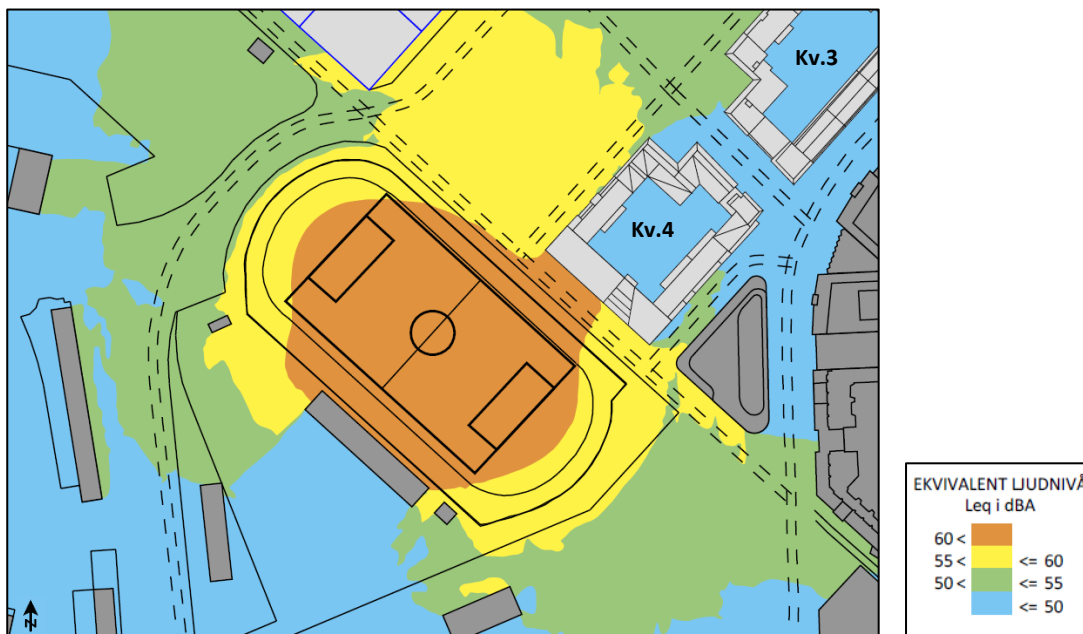 Kv.3
Kv.4
N
EKVIVALENT LJUDNIVÅ
Leq i dBA
60 <
55 < <= 60
50 < <= 55
<= 50